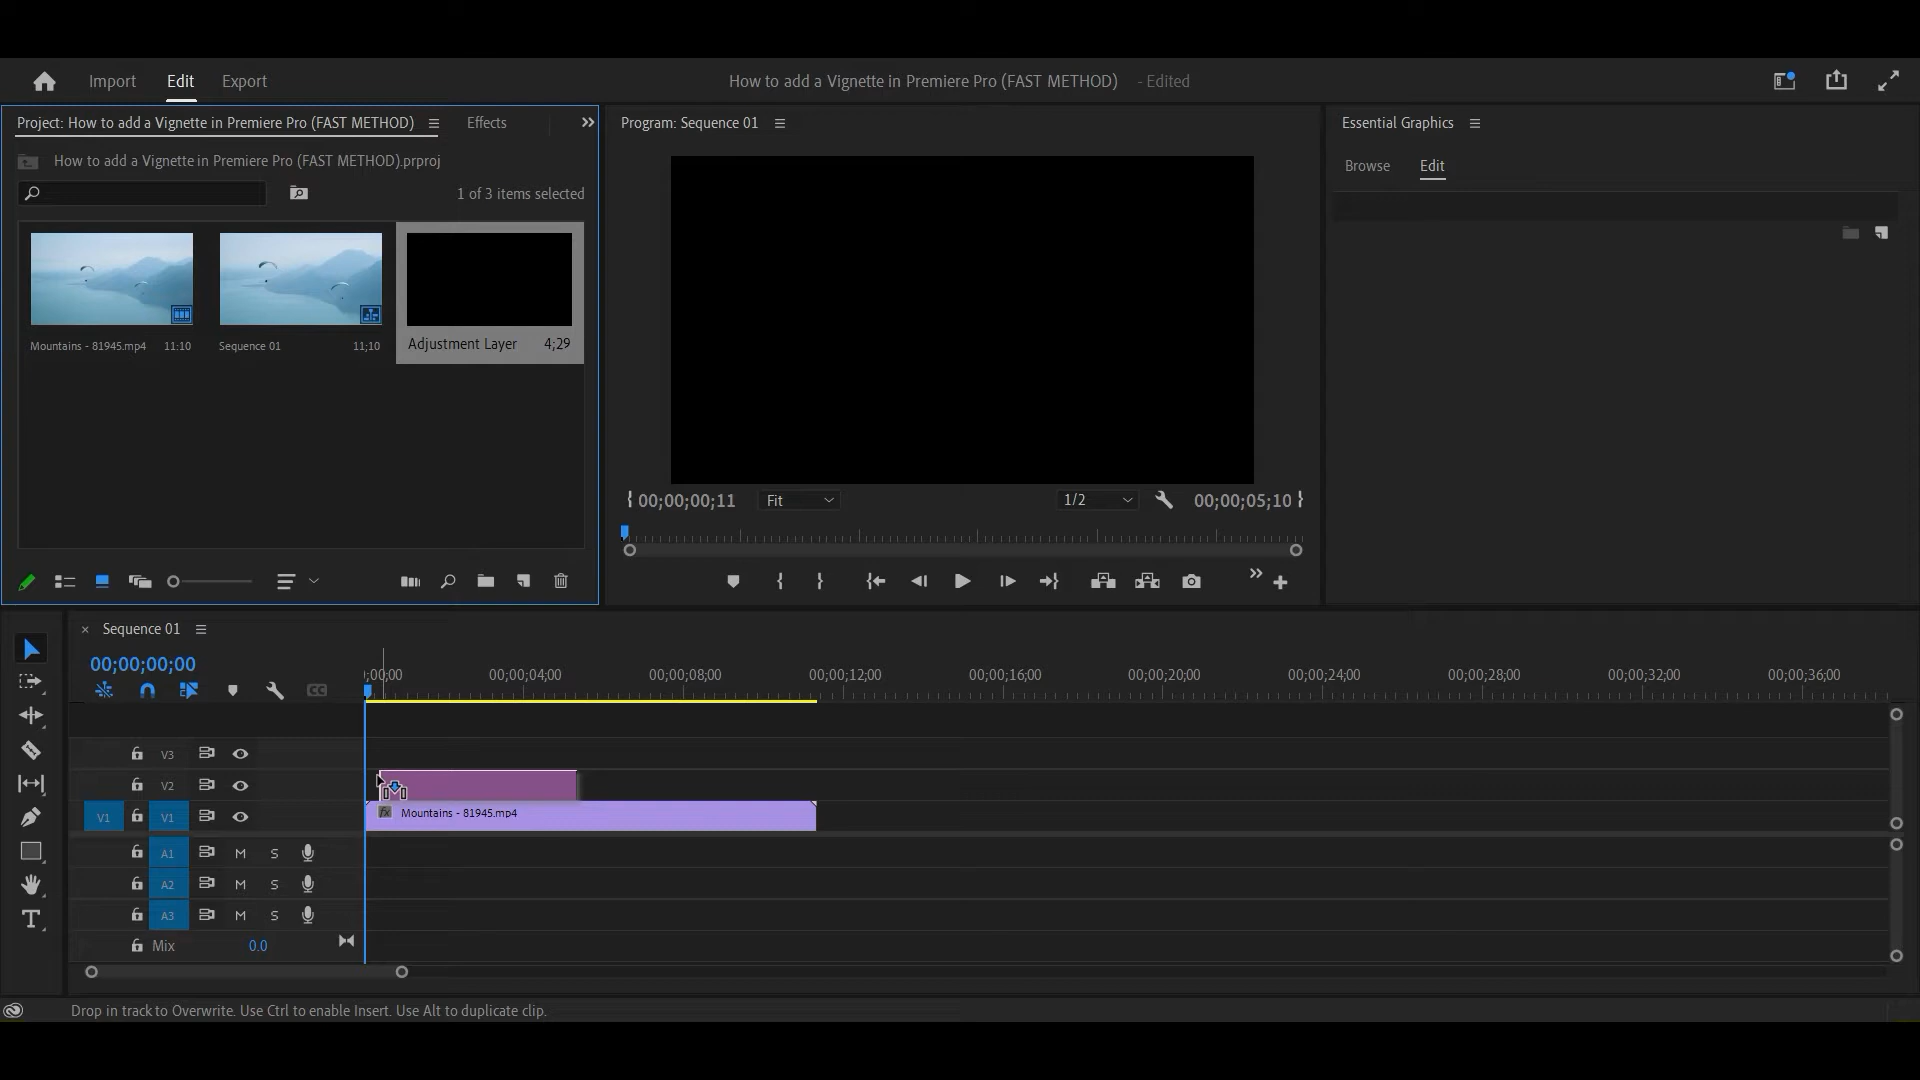 Import Edit Export How to add a Vignette in Premiere Pro (FAST METHOD) - Edited
Project: How to add a Vignette in Premiere Pro (FAST METHOD) Effects
How to add a Vignette in Premiere Pro (FAST METHOD).prproj
1 of 3 items selected
Mountains - 81945.mp4 11:10
Sequence 01 11;10
Adjustment Layer 4;29
Program: Sequence 01
00;00;00;11 Fit 1/2 00;00;05;10
Essential Graphics
Browse Edit
Sequence 01
00;00;00;00
;00;00 00;00;04;00 00;00;08;00 00;00;12;00 00;00;16;00 00;00;20;00 00;00;24;00 00;00;28;00 00;00;32;00 00;00;36;00
V3
V2
V1 V1 fx Mountains - 81945.mp4
A1 M S
A2 M S
A3 M S
Mix 0.0
Drop in track to Overwrite. Use Ctrl to enable Insert. Use Alt to duplicate clip.